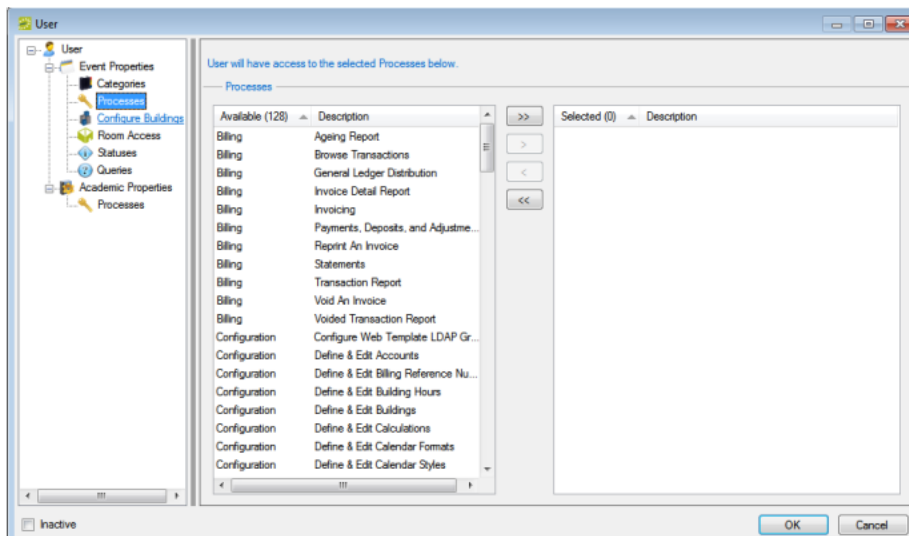 User
User
Event Properties
Categories
Processes
Configure Buildings
Room Access
Statuses
Queries
Academic Properties
Processes
User will have access to the selected Processes below.
Processes
Available (128) Description
Billing Ageing Report
Billing Browse Transactions
Billing General Ledger Distribution
Billing Invoice Detail Report
Billing Invoicing
Billing Payments, Deposits, and Adjustme...
Billing Reprint An Invoice
Billing Statements
Billing Transaction Report
Billing Void An Invoice
Billing Voided Transaction Report
Configuration Configure Web Template LDAP Gr...
Configuration Define & Edit Accounts
Configuration Define & Edit Billing Reference Nu...
Configuration Define & Edit Building Hours
Configuration Define & Edit Buildings
Configuration Define & Edit Calculations
Configuration Define & Edit Calendar Formats
Configuration Define & Edit Calendar Styles
>>
>
<
<<
Selected (0) Description
Inactive
OK Cancel